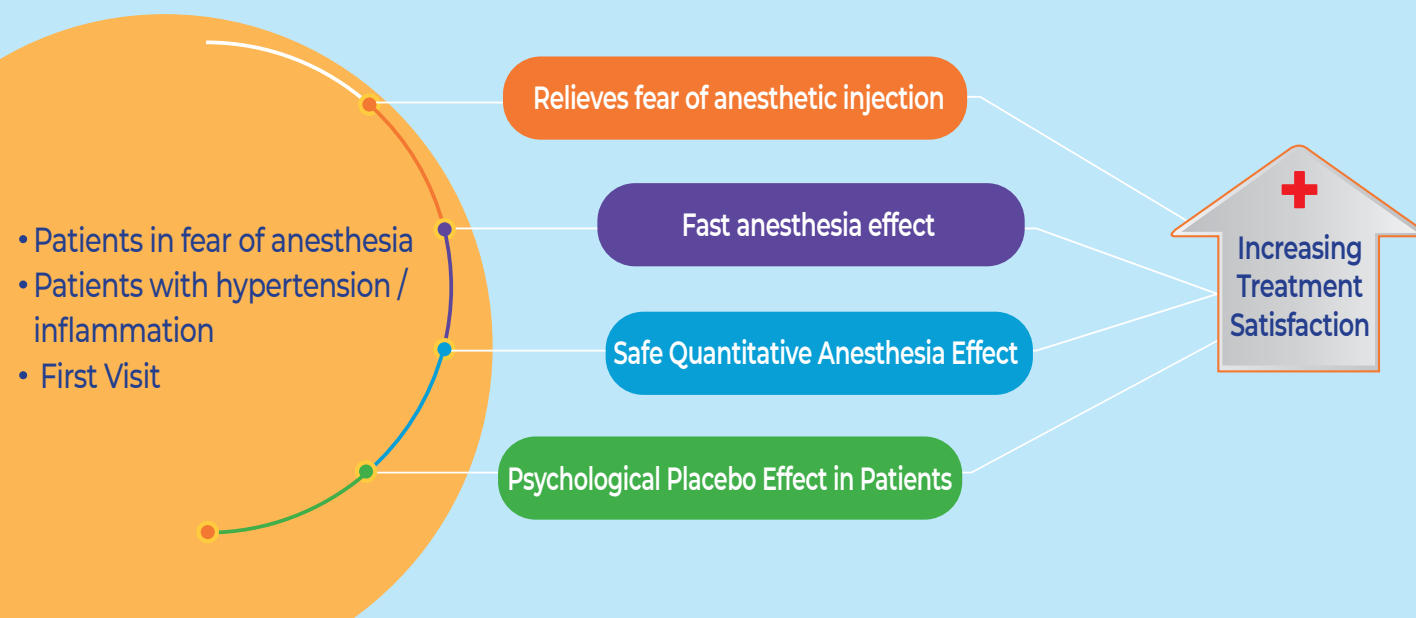 • Patients in fear of anesthesia
• Patients with hypertension /
inflammation
• First Visit
Relieves fear of anesthetic injection
Fast anesthesia effect
Safe Quantitative Anesthesia Effect
Psychological Placebo Effect in Patients
Increasing
Treatment
Satisfaction